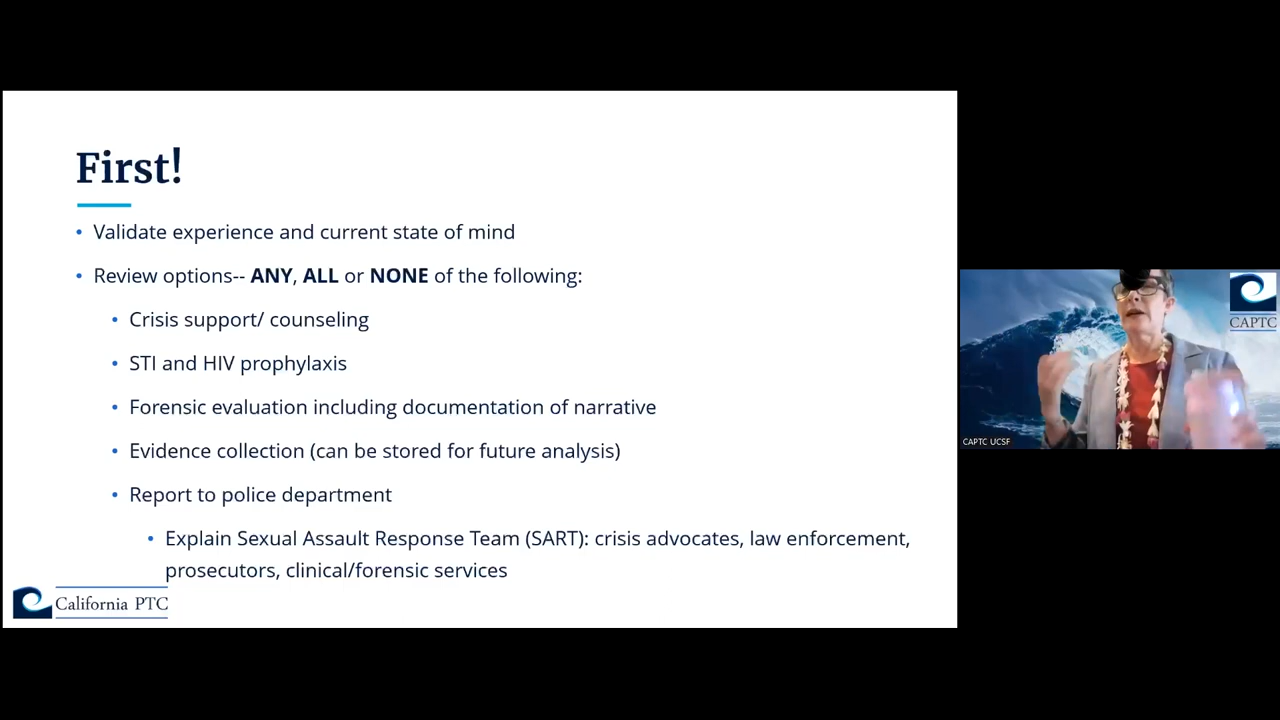 First!
• Validate experience and current state of mind
• Review options-- ANY, ALL or NONE of the following:
• Crisis support/ counseling
• STI and HIV prophylaxis
• Forensic evaluation including documentation of narrative
• Evidence collection (can be stored for future analysis)
• Report to police department
• Explain Sexual Assault Response Team (SART): crisis advocates, law enforcement,
prosecutors, clinical/forensic services
California PTC
CAPTC
CAPTC UCSF